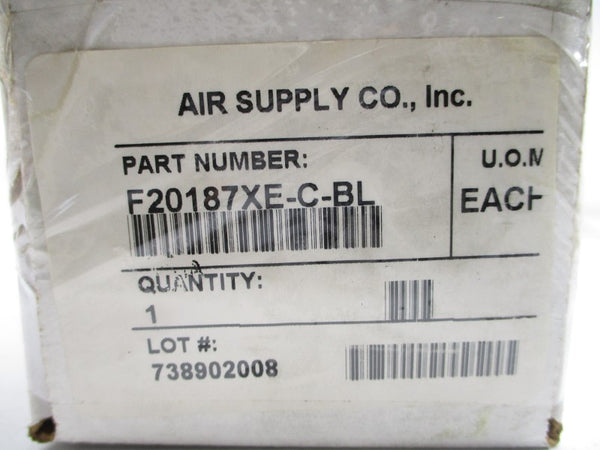 AIR SUPPLY CO., Inc.
PART NUMBER:
F20187XE-C-BL
U.O.M
EACH
QUANTITY:
1
LOT #:
738902008